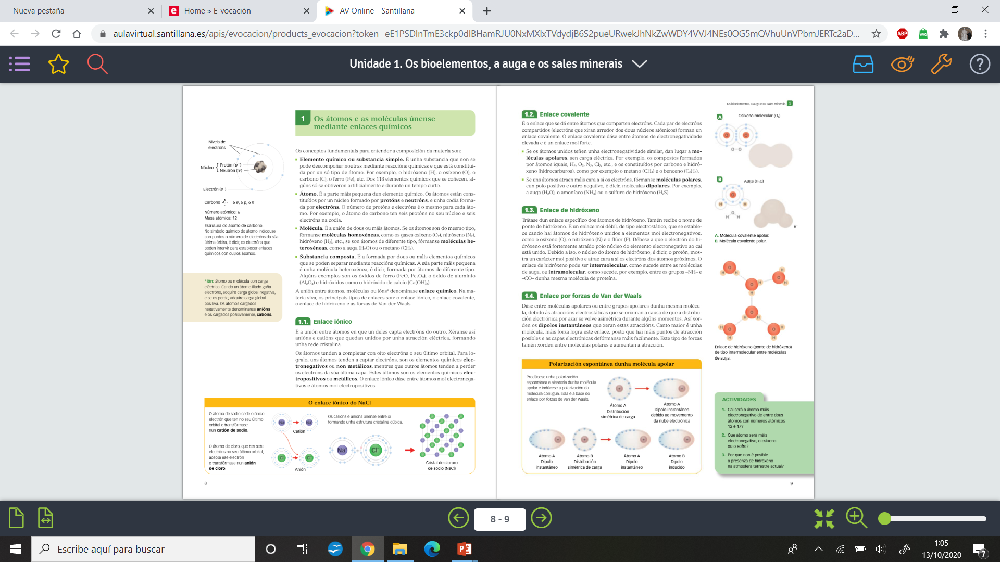 Nueva pestaña
Home » E-vocación
AV Online - Santillana
aulavirtual.santillana.es/apis/evocacion/products_evocacion?token=
Unidade 1. Os bioelementos, a auga e os sales minerais
1 Os átomos e as moléculas únense
mediante enlaces químicos
Niveis de
electróns
Núcleo
Protón (p+)
Neutrón (n0)
Electrón (e-)
Carbono ·C· 6 e, 6 p, 6 n
Número atómico: 6
Masa atómica: 12
Estrutura do átomo de carbono.
No símbolo químico do átomo indícouse
con puntos o número de electróns da súa
última órbita, é dicir, os electróns que
poden intervir para establecer enlaces
químicos con outros átomos.
*Ión: átomo ou molécula con carga
eléctrica. Cando un átomo illado gaña
electróns, adquire carga global negativa,
e se os perde, adquire carga global
positiva. Os átomos cargados
negativamente denomínanse anións
e os cargados positivamente, catións.
Os conceptos fundamentais para entender a composición da materia son:
Elemento químico ou substancia simple. É unha substancia que non se
pode descompoñer noutras mediante reaccións químicas e que está constituí-
da por un só tipo de átomo. Por exemplo, o hidróxeno (H), o osíxeno (O), o
carbono (C), o ferro (Fe), etc. Dos 118 elementos químicos que se coñecen, al-
gúns só se obtiveron artificialmente e durante un tempo curto.
Átomo. É a parte máis pequena dun elemento químico. Os átomos están cons-
tituídos por un núcleo formado por protóns e neutróns, e unha codia forma-
da por electróns. O número de protóns e electróns é o mesmo para cada áto-
mo. Por exemplo, o átomo de carbono ten seis protóns no seu núcleo e seis
electróns na codia.
Molécula. É a unión de dous ou máis átomos. Se os átomos son do mesmo tipo,
fórmanse moléculas homoxéneas, como os gases osíxeno (O₂), nitróxeno (N₂),
hidróxeno (H₂), etc.; se son átomos de diferente tipo, fórmanse moléculas he-
teroxéneas, como a auga (H₂O) ou o metano (CH₄).
Substancia composta. É a formada por dous ou máis elementos químicos
que se poden separar mediante reaccións químicas. A súa parte máis pequena
é unha molécula heteroxénea, é dicir, formada por átomos de diferente tipo.
Algúns exemplos son os óxidos de ferro (FeO, Fe₂O₃), o óxido de aluminio
(Al₂O₃) e hidróxidos como o hidróxido de calcio (Ca(OH)₂).
A unión entre átomos, moléculas ou ións* denomínase enlace químico. Na ma-
teria viva, os principais tipos de enlaces son: o enlace iónico, o enlace covalente,
o enlace de hidróxeno e as forzas de Van der Waals.
1.1. Enlace iónico
É a unión entre átomos en que un deles capta electróns do outro. Xéranse así
anións e catións que quedan unidos por unha atracción eléctrica, formando
unha rede cristalina.
Os átomos tenden a completar con oito electróns o seu último orbital. Para lo-
gralo, uns átomos tenden a captar electróns, son os elementos químicos elec-
tronegativos ou non metálicos, mentres que outros átomos tenden a perder
os electróns da súa última capa. Estes últimos son os elementos químicos elec-
tropositivos ou metálicos. O enlace iónico dáse entre átomos moi electronega-
tivos e átomos moi electropositivos.
O enlace iónico do NaCl
O átomo de sodio cede o único
electrón que ten no seu último
orbital e transfórmase
nun catión de sodio.
Na Na
Catión
O átomo de cloro, que ten sete
electróns no seu último orbital,
acepta ese electrón
e transfórmase nun anión
de cloro.
Cl Cl
Anión
Os catións e anións únense entre si
formando unha estrutura cristalina cúbica.
Na+ + Cl-
Cristal de cloruro
de sodio (NaCl)
8
Os bioelementos, a auga e os sales minerais 1
1.2. Enlace covalente
É o enlace que se dá entre átomos que comparten electróns. Cada par de electróns
compartidos (electróns que xiran arredor dos dous núcleos atómicos) forman un
enlace covalente. O enlace covalente dáse entre átomos de electronegatividade
elevada e é un enlace moi forte.
Se os átomos unidos teñen unha electronegatividade similar, dan lugar a mo-
léculas apolares, sen carga eléctrica. Por exemplo, os compostos formados
por átomos iguais, H₂, O₂, N₂, Cl₂, etc., e os constituídos por carbono e hidró-
xeno (hidrocarburos), como por exemplo o metano (CH₄) e o benceno (C₆H₆).
Se uns átomos atraen máis cara a si os electróns, fórmanse moléculas polares,
cun polo positivo e outro negativo, é dicir, moléculas dipolares. Por exemplo,
a auga (H₂O), o amoníaco (NH₃) ou o sulfuro de hidróxeno (H₂S).
1.3. Enlace de hidróxeno
Trátase dun enlace específico dos átomos de hidróxeno. Tamén recibe o nome de
ponte de hidróxeno. É un enlace moi débil, de tipo electrostático, que se estable-
ce cando hai átomos de hidróxeno unidos a elementos moi electronegativos,
como o osíxeno (O), o nitróxeno (N) e o flúor (F). Débese a que o electrón do hi-
dróxeno está fortemente atraído polo núcleo do elemento electronegativo ao cal
está unido. Debido a iso, o núcleo do átomo de hidróxeno, é dicir, o protón, mos-
tra un carácter moi positivo e atrae cara a si os electróns dos átomos próximos. O
enlace de hidróxeno pode ser intermolecular, como sucede entre as moléculas
de auga, ou intramolecular, como sucede, por exemplo, entre os grupos –NH– e
–CO– dunha mesma molécula de proteína.
1.4. Enlace por forzas de Van der Waals
Dáse entre moléculas apolares ou entre grupos apolares dunha mesma molécu-
la, debido ás atraccións electrostáticas que se orixinan a causa de que a distribu-
ción electrónica por azar se volve asimétrica durante algúns momentos. Así xor-
den os dipolos instantáneos que xeran estas atraccións. Canto maior é unha
molécula, máis forza logra este enlace, posto que hai máis puntos de atracción
posibles e as capas electrónicas defórmanse máis facilmente. Este tipo de forzas
tamén xorden entre moléculas polares e aumentan a atracción.
Polarización espontánea dunha molécula apolar
Prodúcese unha polarización
espontánea e aleatoria dunha molécula
apolar e indúcese a polarización da
molécula contigua. Esta é a base do
enlace por forzas de Van der Waals.
Átomo A
Distribución
simétrica de carga
Átomo A
Dipolo instantáneo
debido ao movemento
da nube electrónica
Átomo A
Dipolo
instantáneo
Átomo B
Distribución
simétrica de carga
Átomo A
Dipolo
instantáneo
Átomo B
Dipolo
inducido
A Osíxeno molecular (O₂)
O O
O O
B Auga (H₂O)
O
H H
O
H H
A. Molécula covalente apolar.
B. Molécula covalente polar.
Enlace de hidróxeno (ponte de hidróxeno)
de tipo intermolecular entre moléculas
de auga.
ACTIVIDADES
1. Cal será o átomo máis
electronegativo de entre dous
átomos con números atómicos
12 e 17?
2. Que átomo será máis
electronegativo, o osíxeno
ou o xofre?
3. Por que non é posible
a presenza de hidróxeno
na atmosfera terrestre actual?
9
8 - 9
Escribe aquí para buscar
1:05
13/10/2020
7